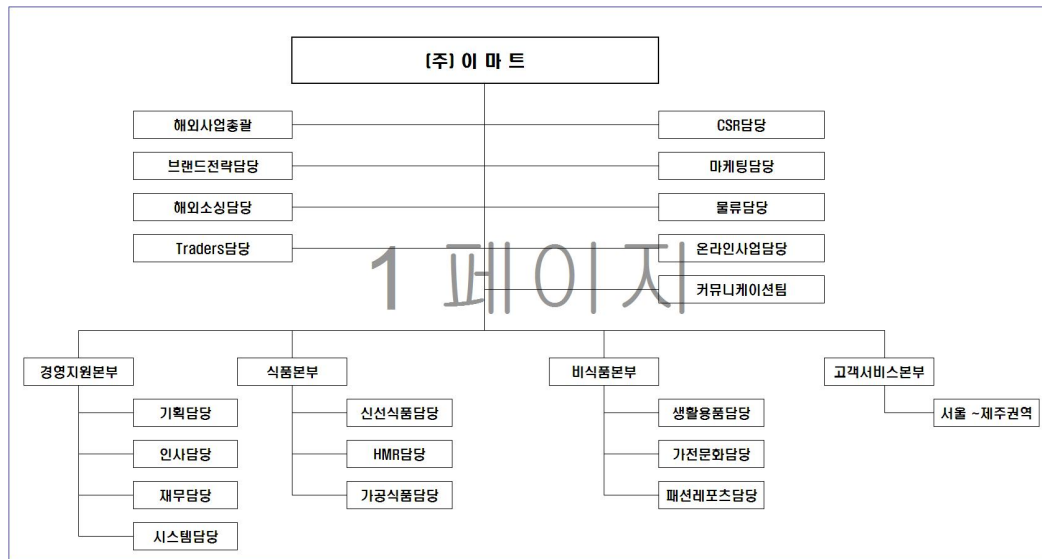 (주) 이 마 트
해외사업총괄
CSR담당
브랜드전략담당
마케팅담당
해외소싱담당
물류담당
Traders담당
온라인사업담당
1 페이지
커뮤니케이션팀
경영지원본부
식품본부
비식품본부
고객서비스본부
기획담당
신선식품담당
생활용품담당
서울 ~제주권역
인사담당
HMR담당
가전문화담당
재무담당
가공식품담당
패션레포츠담당
시스템담당